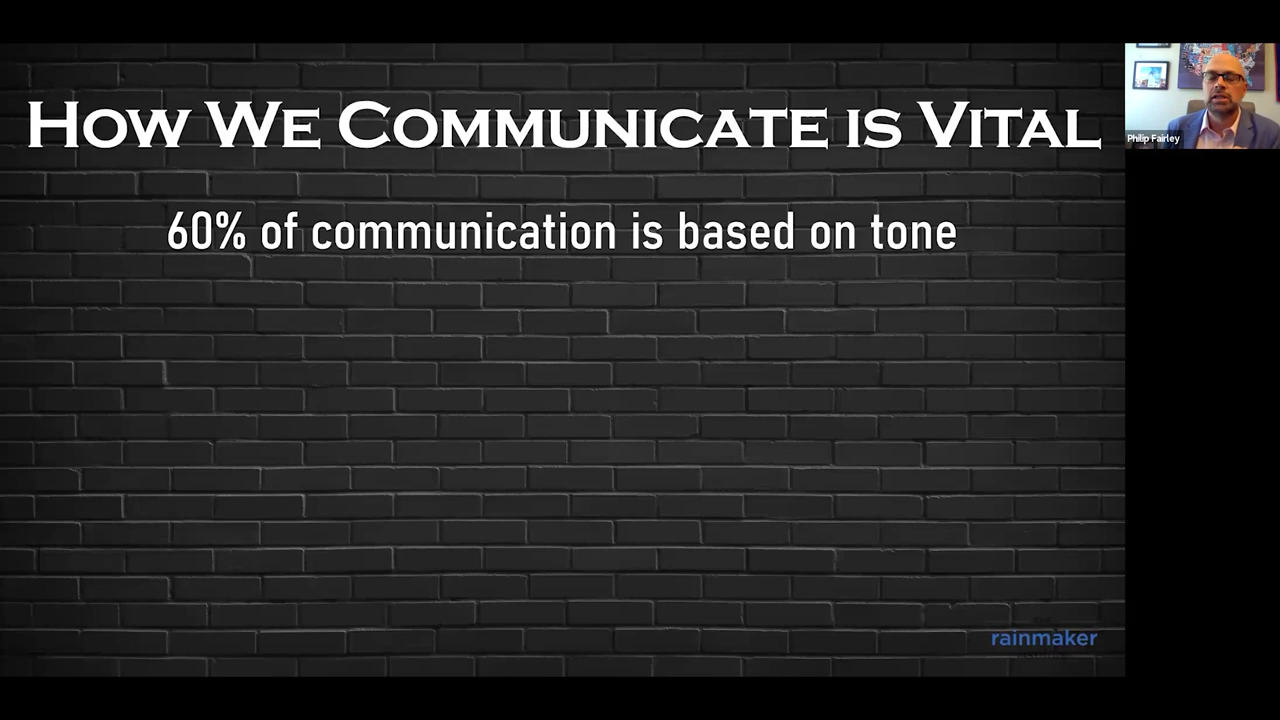 How We Communicate is Vital
60% of communication is based on tone
Philip Fairley
rainmaker